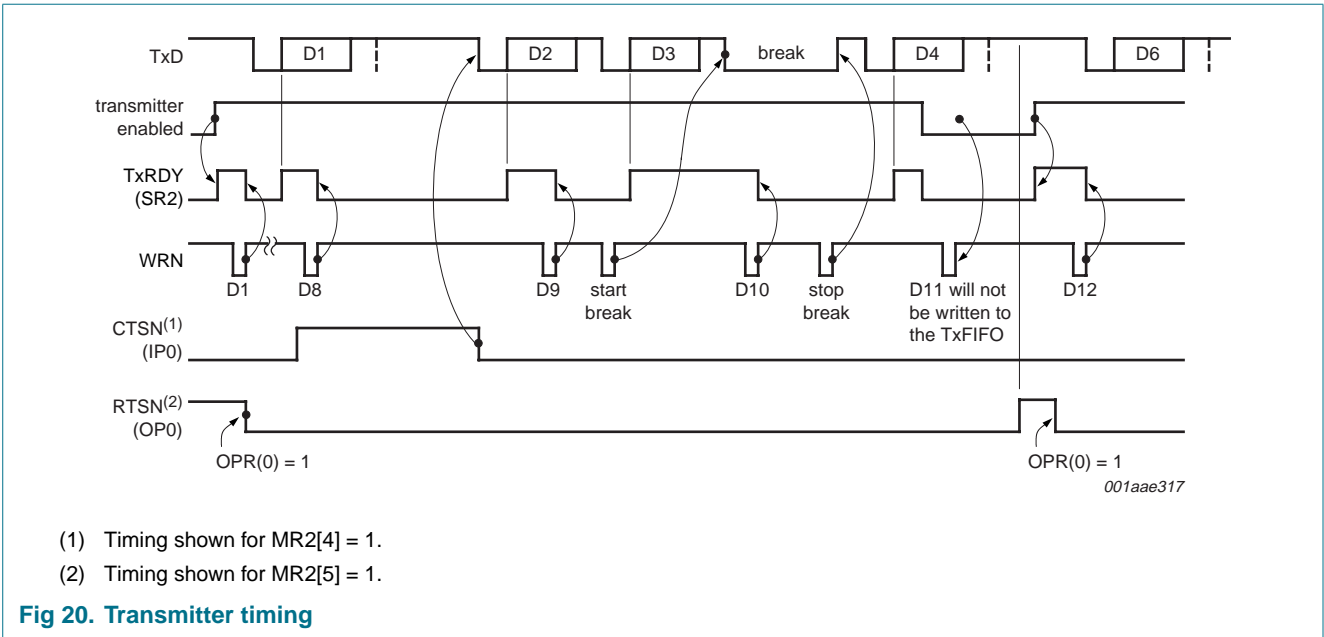 TxD
D1
D2
D3
break
D4
D6
transmitter
enabled
TxRDY
(SR2)
WRN
D1
D8
D9
start
break
D10
stop
break
D11 will not
be written to
the TxFIFO
D12
CTSN(1)
(IP0)
RTSN(2)
(OP0)
OPR(0) = 1
OPR(0) = 1
001aae317
(1) Timing shown for MR2[4] = 1.
(2) Timing shown for MR2[5] = 1.
Fig 20. Transmitter timing